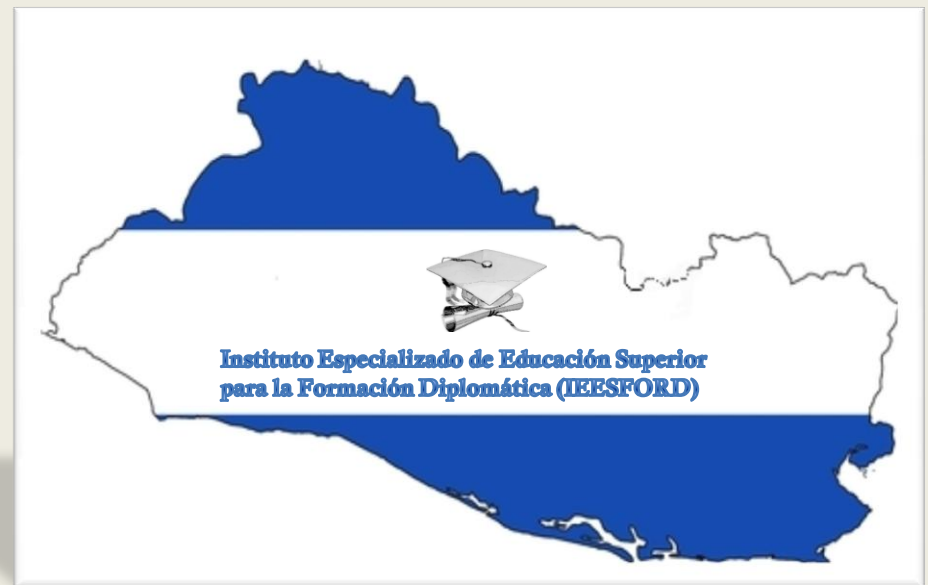 Instituto Especializado de Educación Superior
para la Formación Diplomática (IEESFORD)